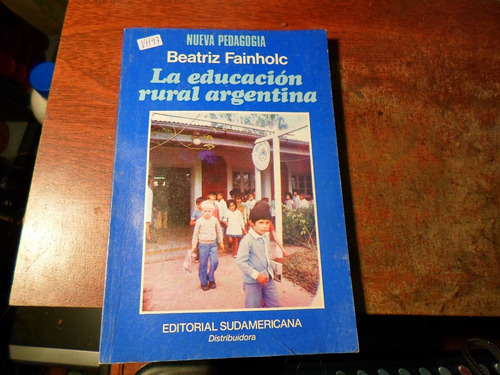 NUEVA PEDAGOGIA
Beatriz Fainholc
La educación
rural argentina
EDITORIAL SUDAMERICANA
Distribuidora